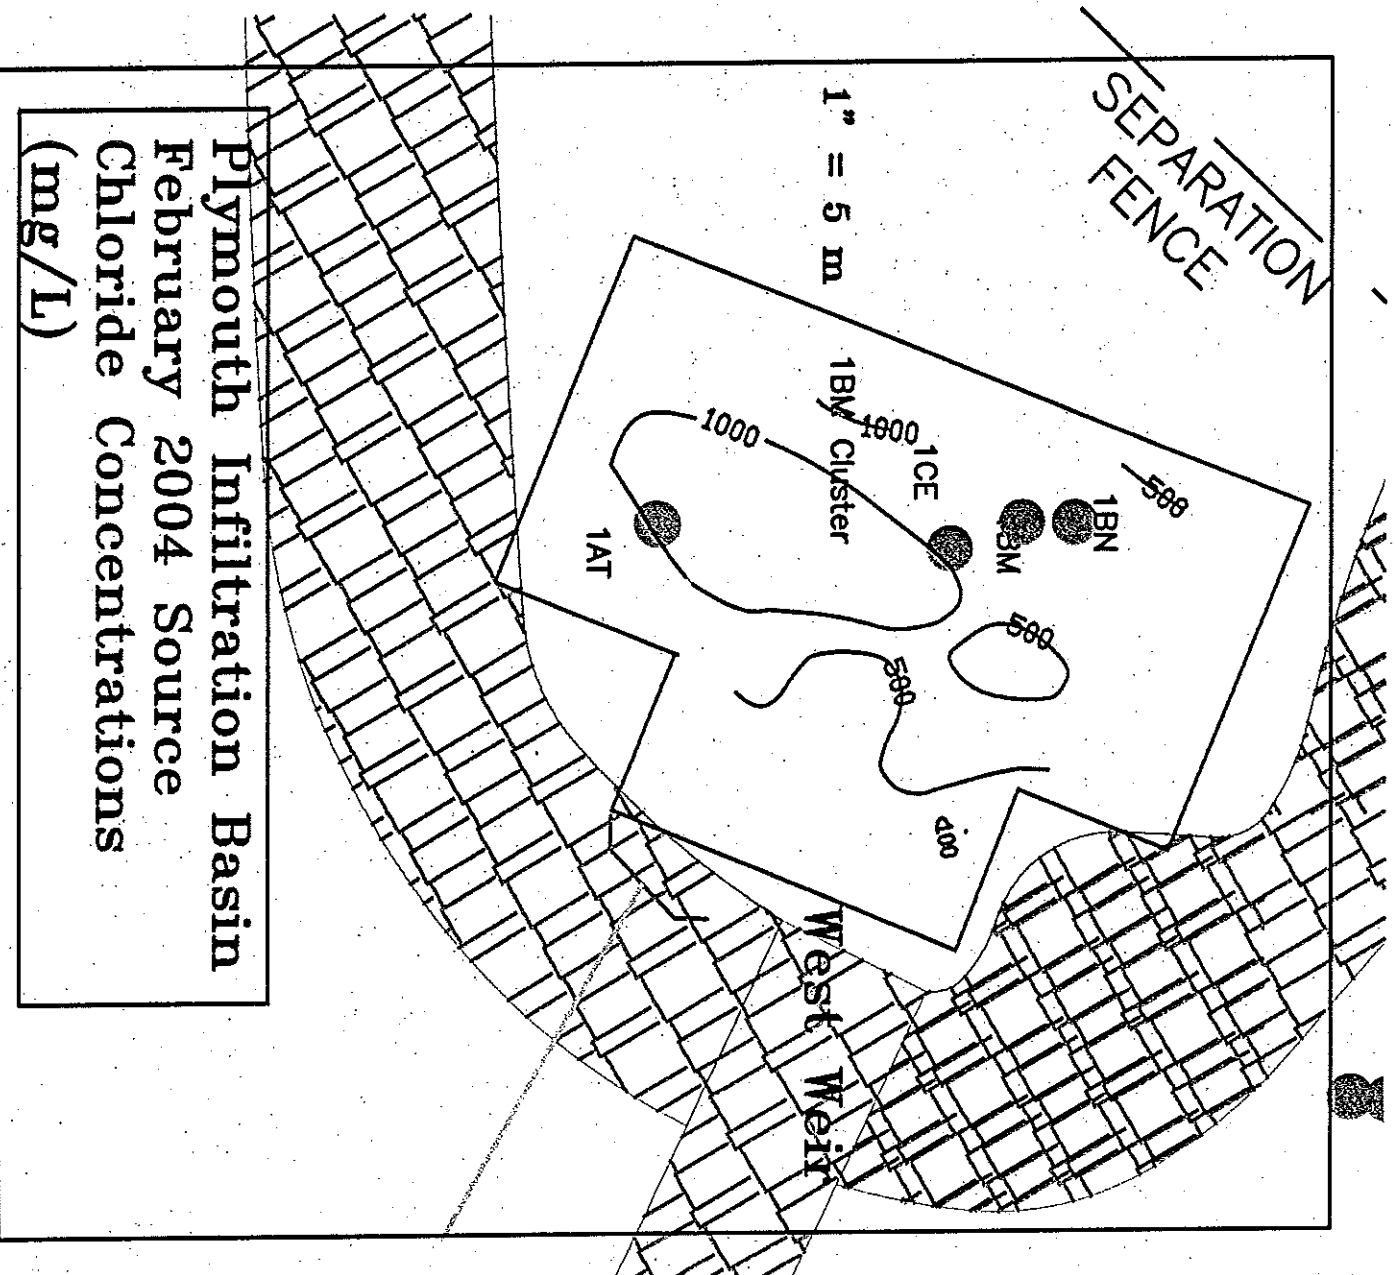 SEPARATION
FENCE
1" = 5 m
500
1BN
1000
1CE
1BM Cluster
1000
500
1AT
500
West Weir
Plymouth Infiltration Basin
February 2004 Source
Chloride Concentrations
(mg/L)